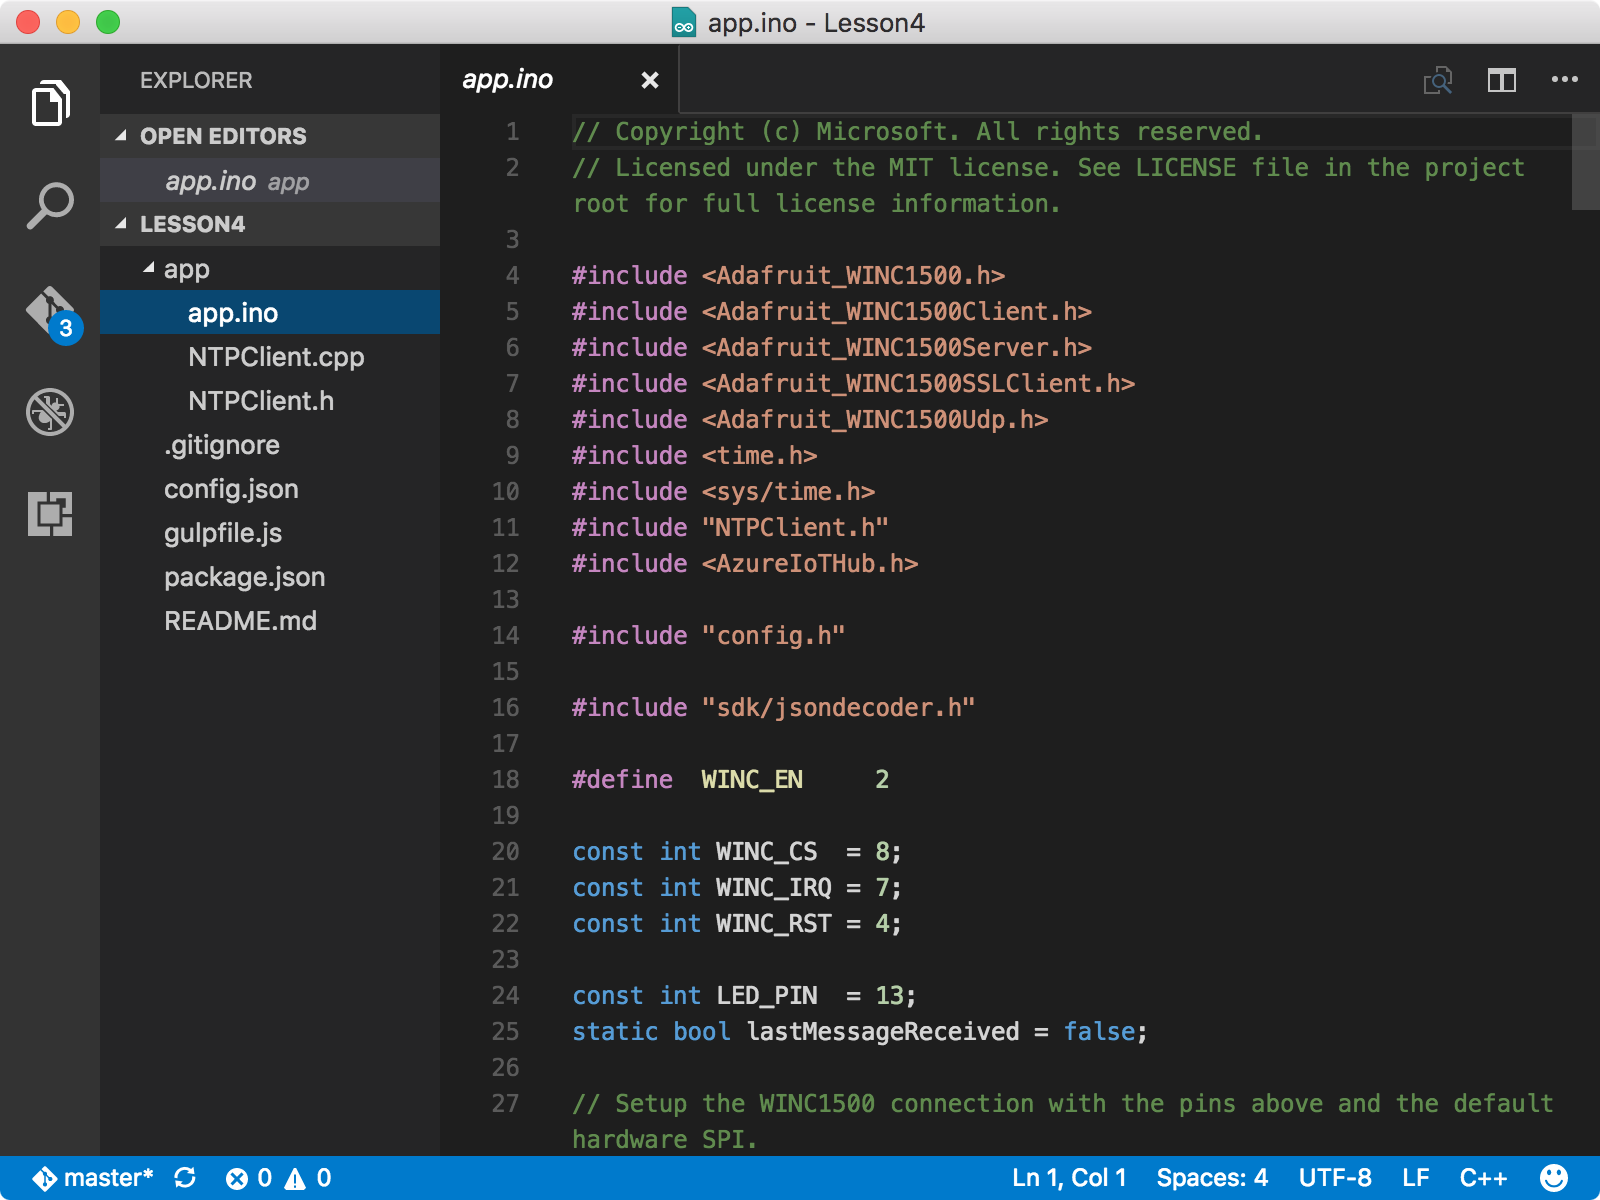 app.ino - Lesson4
EXPLORER
OPEN EDITORS
app.ino app
LESSON4
app
app.ino
NTPClient.cpp
NTPClient.h
.gitignore
config.json
gulpfile.js
package.json
README.md
3
app.ino
1 // Copyright (c) Microsoft. All rights reserved.
2 // Licensed under the MIT license. See LICENSE file in the project
root for full license information.
3
4 #include <Adafruit_WINC1500.h>
5 #include <Adafruit_WINC1500Client.h>
6 #include <Adafruit_WINC1500Server.h>
7 #include <Adafruit_WINC1500SSLClient.h>
8 #include <Adafruit_WINC1500Udp.h>
9 #include <time.h>
10 #include <sys/time.h>
11 #include "NTPClient.h"
12 #include <AzureIoTHub.h>
13
14 #include "config.h"
15
16 #include "sdk/jsondecoder.h"
17
18 #define  WINC_EN     2
19
20 const int WINC_CS  = 8;
21 const int WINC_IRQ = 7;
22 const int WINC_RST = 4;
23
24 const int LED_PIN  = 13;
25 static bool lastMessageReceived = false;
26
27 // Setup the WINC1500 connection with the pins above and the default
hardware SPI.
master* 0 0 Ln 1, Col 1 Spaces: 4 UTF-8 LF C++